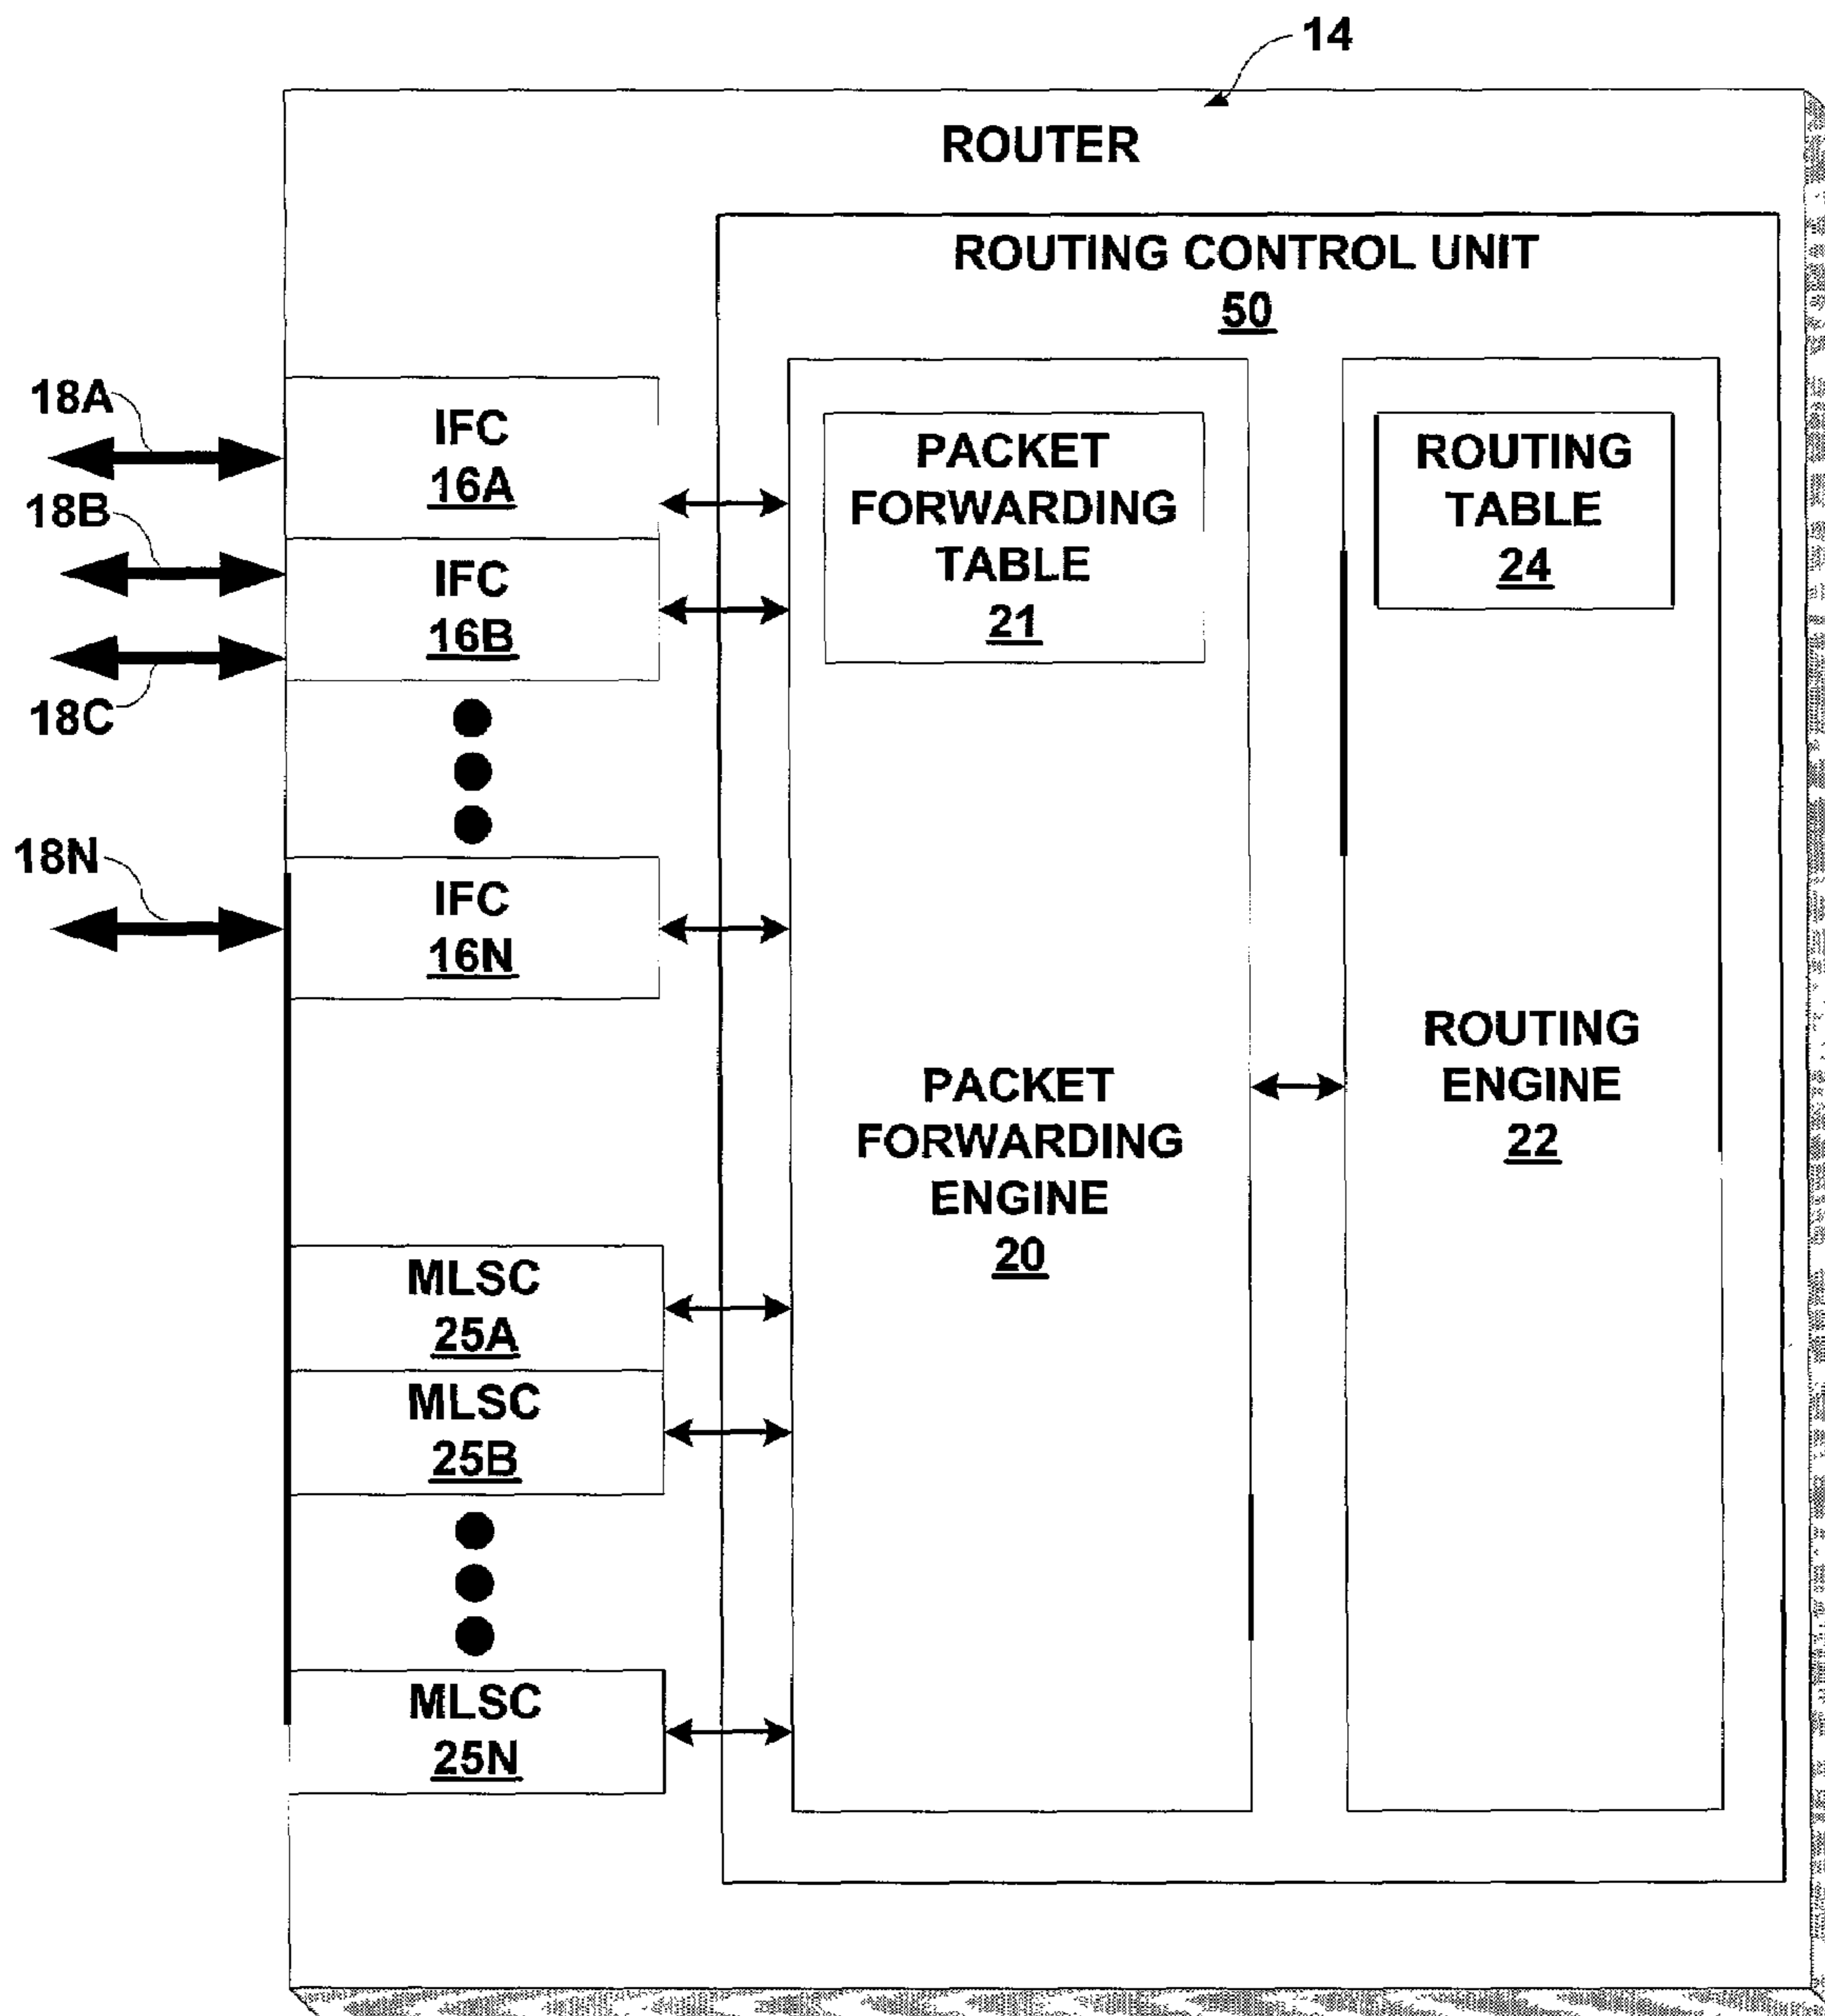 14
ROUTER
ROUTING CONTROL UNIT
50
18A
18B
18C
18N
IFC
16A
IFC
16B
IFC
16N
MLSC
25A
MLSC
25B
MLSC
25N
PACKET
FORWARDING
TABLE
21
PACKET
FORWARDING
ENGINE
20
ROUTING
TABLE
24
ROUTING
ENGINE
22